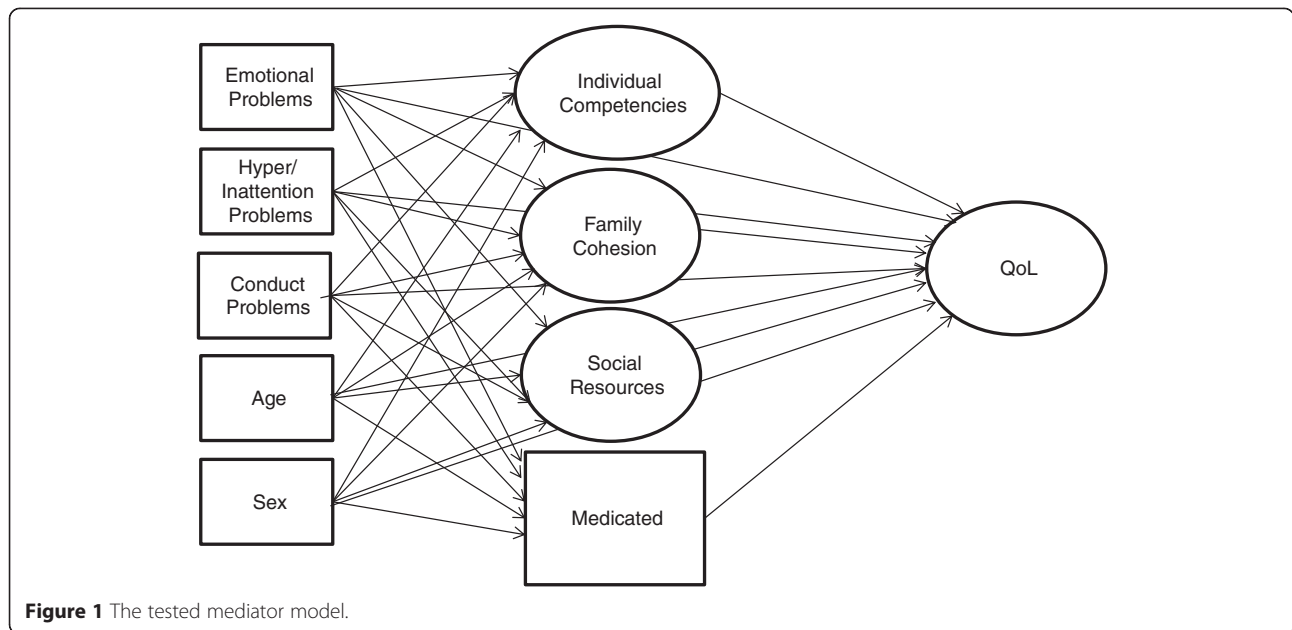 Emotional
Problems
Hyper/
Inattention
Problems
Conduct
Problems
Age
Sex
Individual
Competencies
Family
Cohesion
Social
Resources
Medicated
QoL
Figure 1 The tested mediator model.